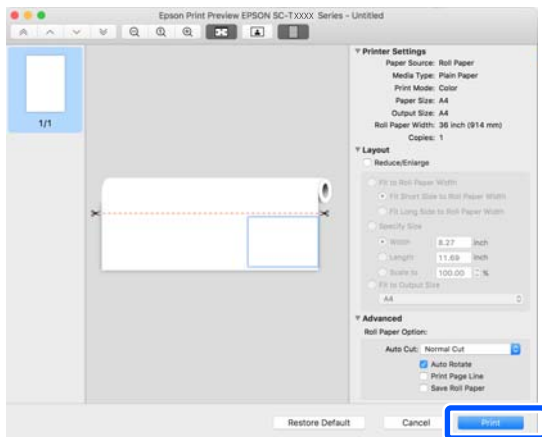 Epson Print Preview EPSON SC-TXXXX Series - Untitled
1/1
▼ Printer Settings
Paper Source: Roll Paper
Media Type: Plain Paper
Print Mode: Color
Paper Size: A4
Output Size: A4
Roll Paper Width: 36 inch (914 mm)
Copies: 1
▼ Layout
Reduce/Enlarge
Fit to Roll Paper Width
Fit Short Side to Roll Paper Width
Fit Long Side to Roll Paper Width
Specify Size
Width 8.27 inch
Length 11.69 inch
Scale to 100.00 %
Fit to Output Size
A4
▼ Advanced
Roll Paper Option:
Auto Cut: Normal Cut
Auto Rotate
Print Page Line
Save Roll Paper
Restore Default Cancel Print